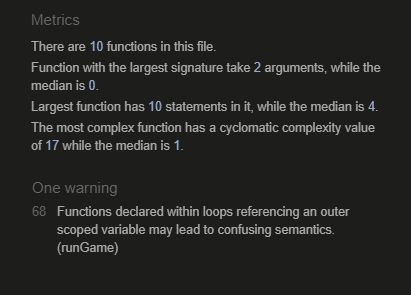 Metrics
There are 10 functions in this file.
Function with the largest signature take 2 arguments, while the
median is 0.
Largest function has 10 statements in it, while the median is 4.
The most complex function has a cyclomatic complexity value
of 17 while the median is 1.
One warning
68 Functions declared within loops referencing an outer
scoped variable may lead to confusing semantics.
(runGame)